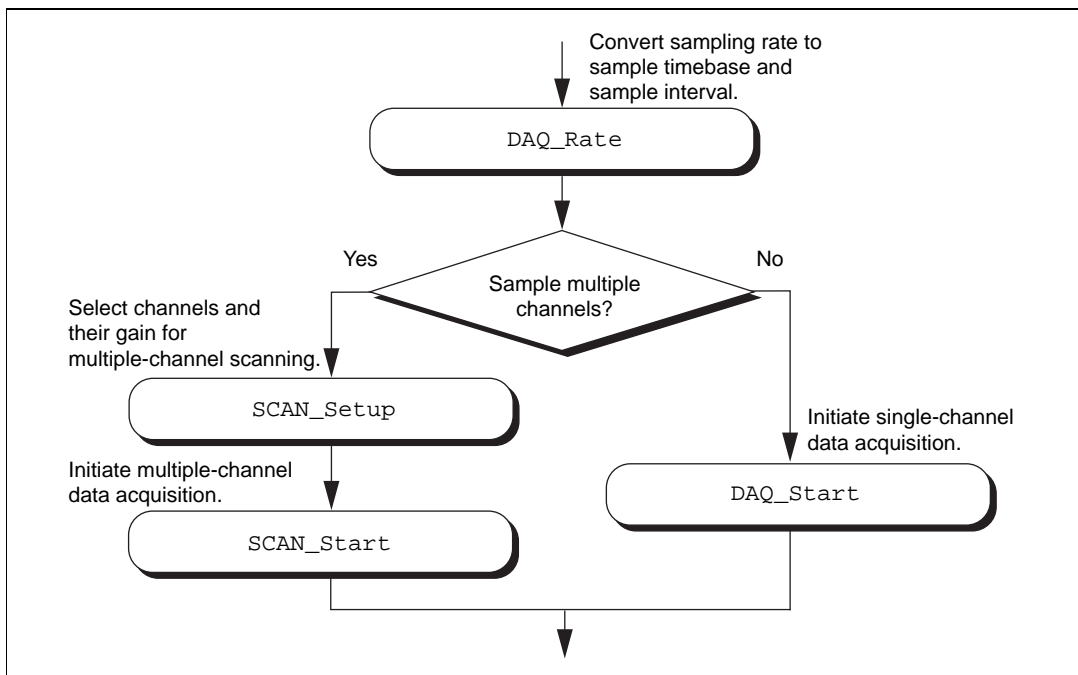 Convert sampling rate to
sample timebase and
sample interval.
DAQ_Rate
Yes
No
Sample multiple
channels?
Select channels and
their gain for
multiple-channel scanning.
SCAN_Setup
Initiate single-channel
data acquisition.
Initiate multiple-channel
data acquisition.
DAQ_Start
SCAN_Start